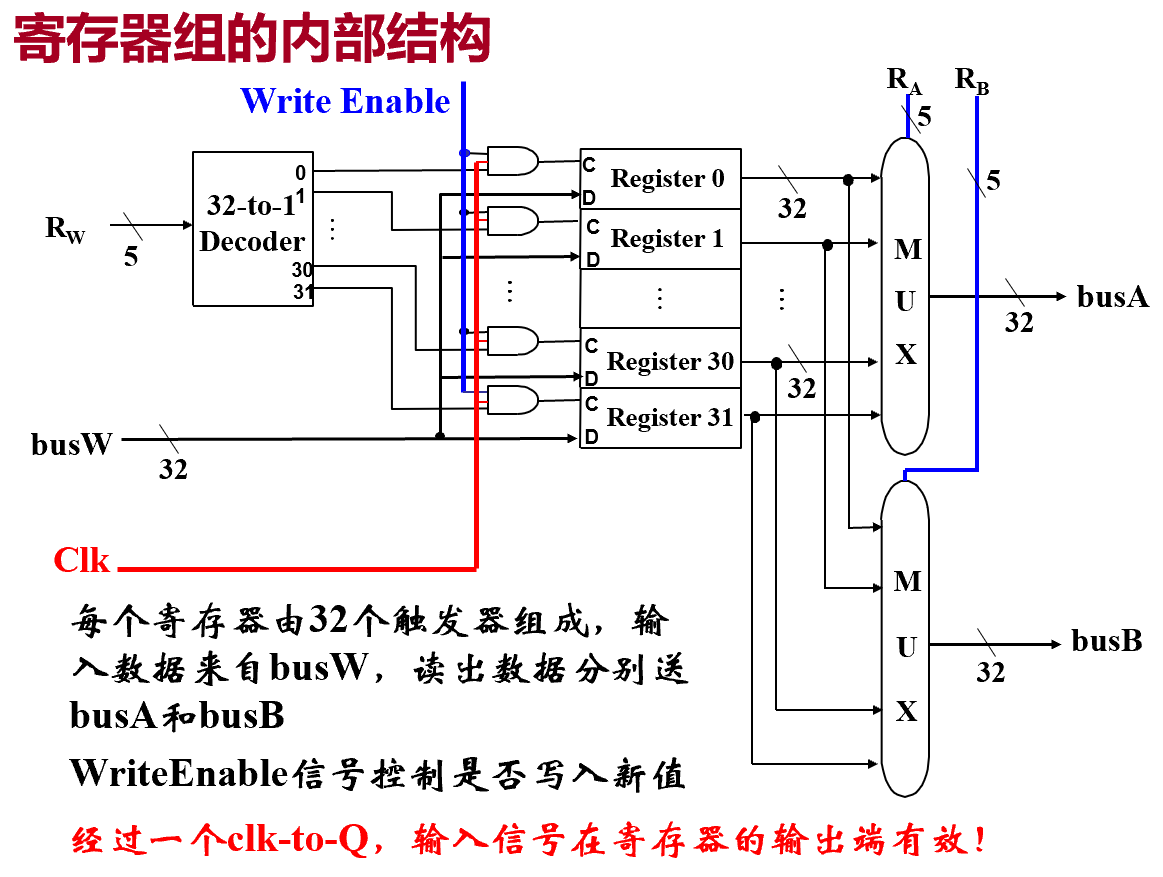 寄存器组的内部结构
Write Enable
RA
RB
5
5
RW
5
32-to-1
Decoder
0
1
⋮
30
31
C
D
Register 0
32
C
D
Register 1
⋮
⋮
⋮
C
D
Register 30
32
C
D
Register 31
M
U
X
busA
32
busW
32
Clk
M
U
X
busB
32
每个寄存器由32个触发器组成，输
入数据来自busW，读出数据分别送
busA和busB
WriteEnable信号控制是否写入新值
经过一个clk-to-Q，输入信号在寄存器的输出端有效！